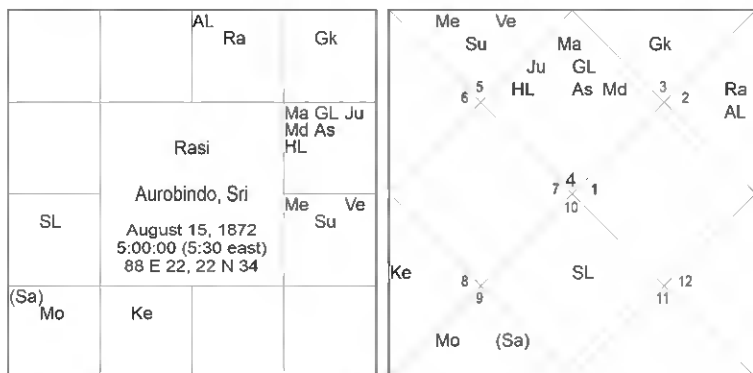 AL
Ra Gk
Ma GL Ju
Md As
HL
Rasi
Aurobindo, Sri
August 15, 1872
5:00:00 (5:30 east)
88 E 22, 22 N 34
SL
Me Ve
Su
(Sa)
Mo Ke
Me Ve
Su Ma Gk
Ju GL
HL As Md Ra
AL
5 3
6 2
4
7 1
10
Ke SL
8 12
9 11
Mo (Sa)